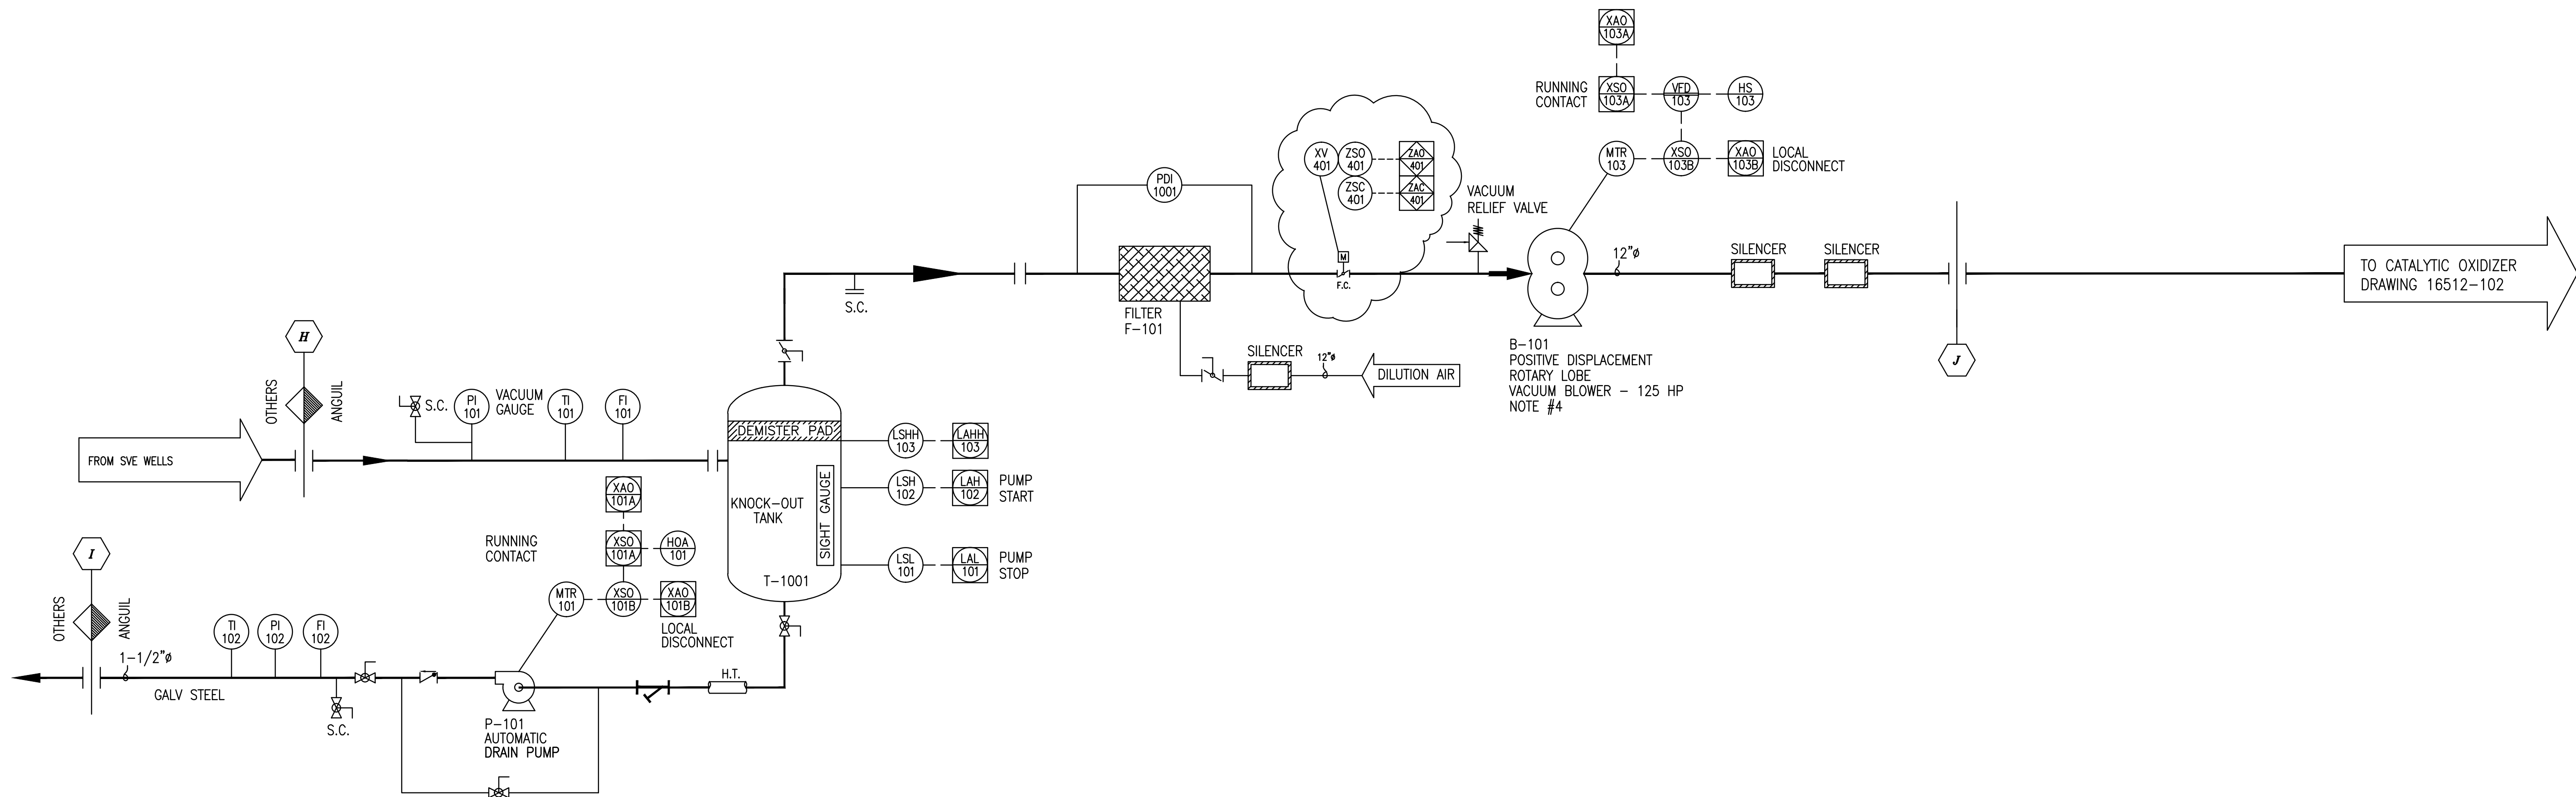 XAO
103A
RUNNING
CONTACT
XSO
103A
VFD
103
HS
103
MTR
103
XSO
103B
XAO
103B
LOCAL
DISCONNECT
XV
401
ZSO
401
ZAO
401
ZSC
401
ZAC
401
M
F.C.
PDI
1001
VACUUM
RELIEF VALVE
12"ø
SILENCER
SILENCER
TO CATALYTIC OXIDIZER
DRAWING 16512-102
S.C.
FILTER
F-101
SILENCER
12"ø
DILUTION AIR
B-101
POSITIVE DISPLACEMENT
ROTARY LOBE
VACUUM BLOWER - 125 HP
NOTE #4
J
H
OTHERS
ANGUIL
S.C.
PI
101
VACUUM
GAUGE
TI
101
FI
101
FROM SVE WELLS
DEMISTER PAD
KNOCK-OUT
TANK
SIGHT GAUGE
T-1001
LSHH
103
LAHH
103
LSH
102
LAH
102
PUMP
START
LSL
101
LAL
101
PUMP
STOP
XAO
101A
RUNNING
CONTACT
XSO
101A
HOA
101
MTR
101
XSO
101B
XAO
101B
LOCAL
DISCONNECT
I
OTHERS
ANGUIL
TI
102
PI
102
FI
102
1-1/2"ø
GALV STEEL
S.C.
H.T.
P-101
AUTOMATIC
DRAIN PUMP